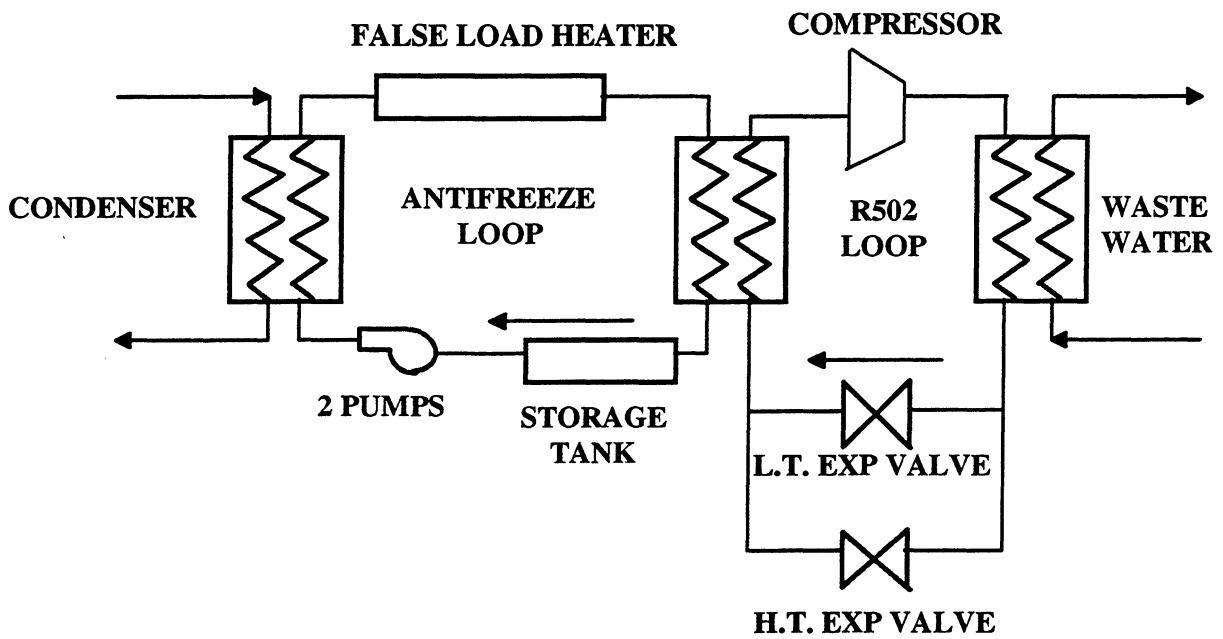 FALSE LOAD HEATER
COMPRESSOR
CONDENSER
ANTIFREEZE
LOOP
R502
LOOP
WASTE
WATER
2 PUMPS
STORAGE
TANK
L.T. EXP VALVE
H.T. EXP VALVE